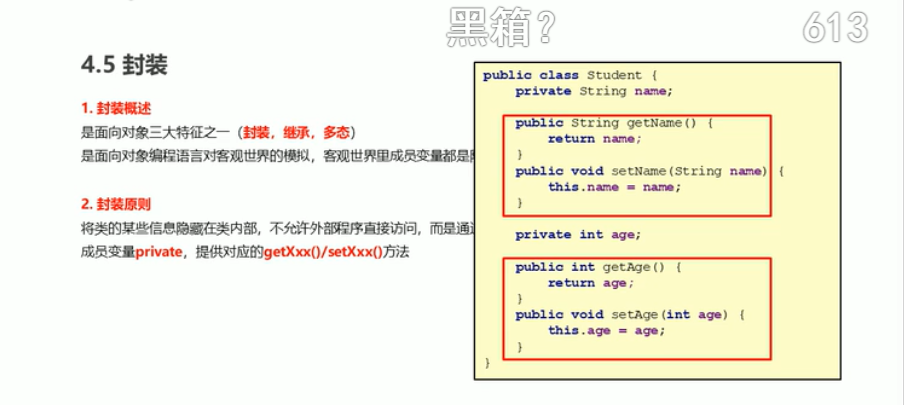 黑箱? 613
4.5 封装
1. 封装概述
是面向对象三大特征之一（封装，继承，多态）
是面向对象编程语言对客观世界的模拟，客观世界里成员变量都是
2. 封装原则
将类的某些信息隐藏在类内部，不允许外部程序直接访问，而是通
成员变量private，提供对应的getXxx()/setXxx()方法
public class Student {
private String name;
public String getName() {
return name;
}
public void setName(String name) {
this.name = name;
}
private int age;
public int getAge() {
return age;
}
public void setAge(int age) {
this.age = age;
}
}